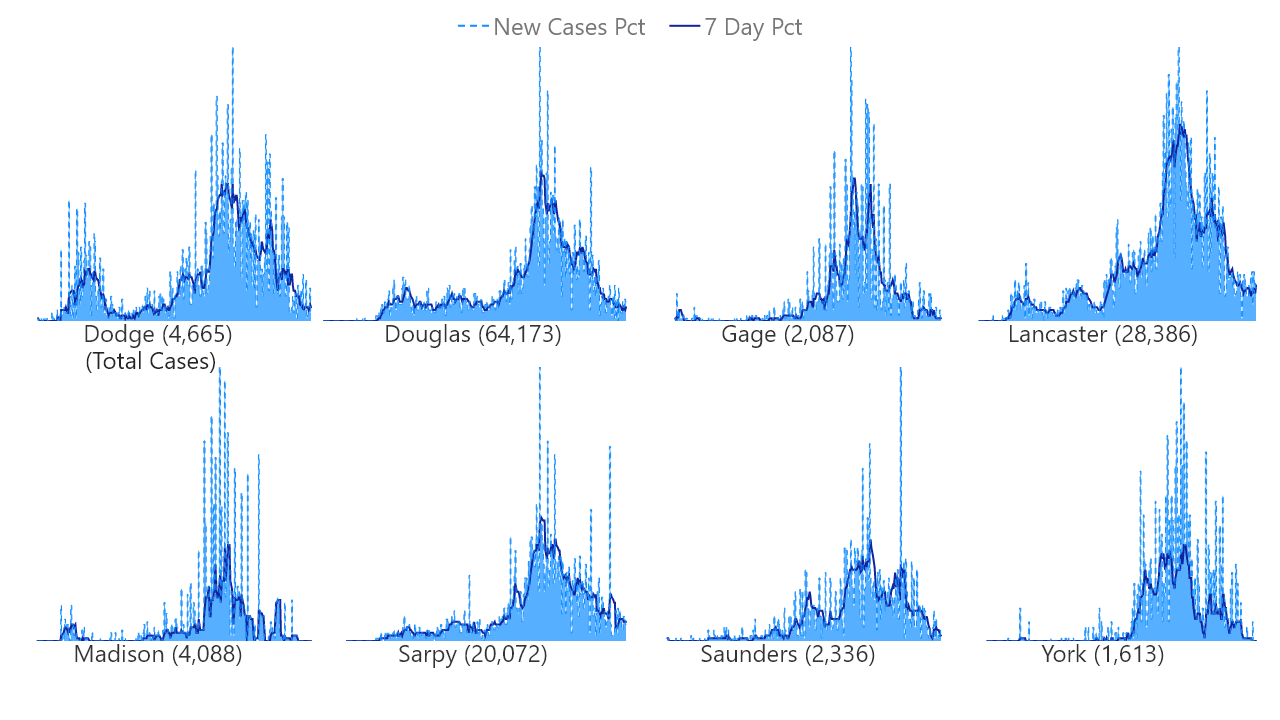 New Cases Pct 7 Day Pct
Dodge (4,665)
(Total Cases)
Douglas (64,173)
Gage (2,087)
Lancaster (28,386)
Madison (4,088)
Sarpy (20,072)
Saunders (2,336)
York (1,613)